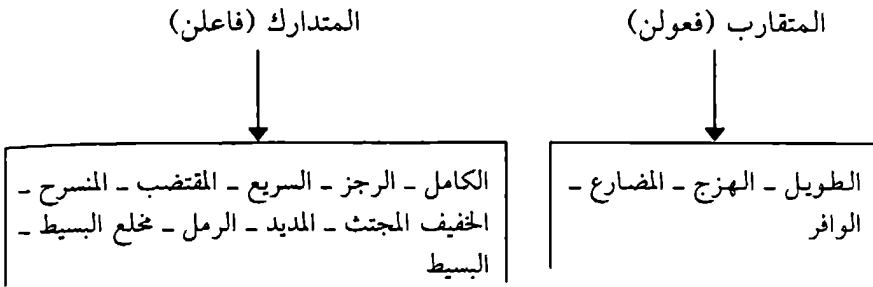 المتقارب (فعولن)
الطويل ـ الهزج ـ المضارع ـ
الوافر
المتدارك (فاعلن)
الكامل ـ الرجز ـ السريع ـ المقتضب ـ المنسرح ـ
الخفيف المجتث ـ المديد ـ الرمل ـ مخلع البسيط ـ
البسيط